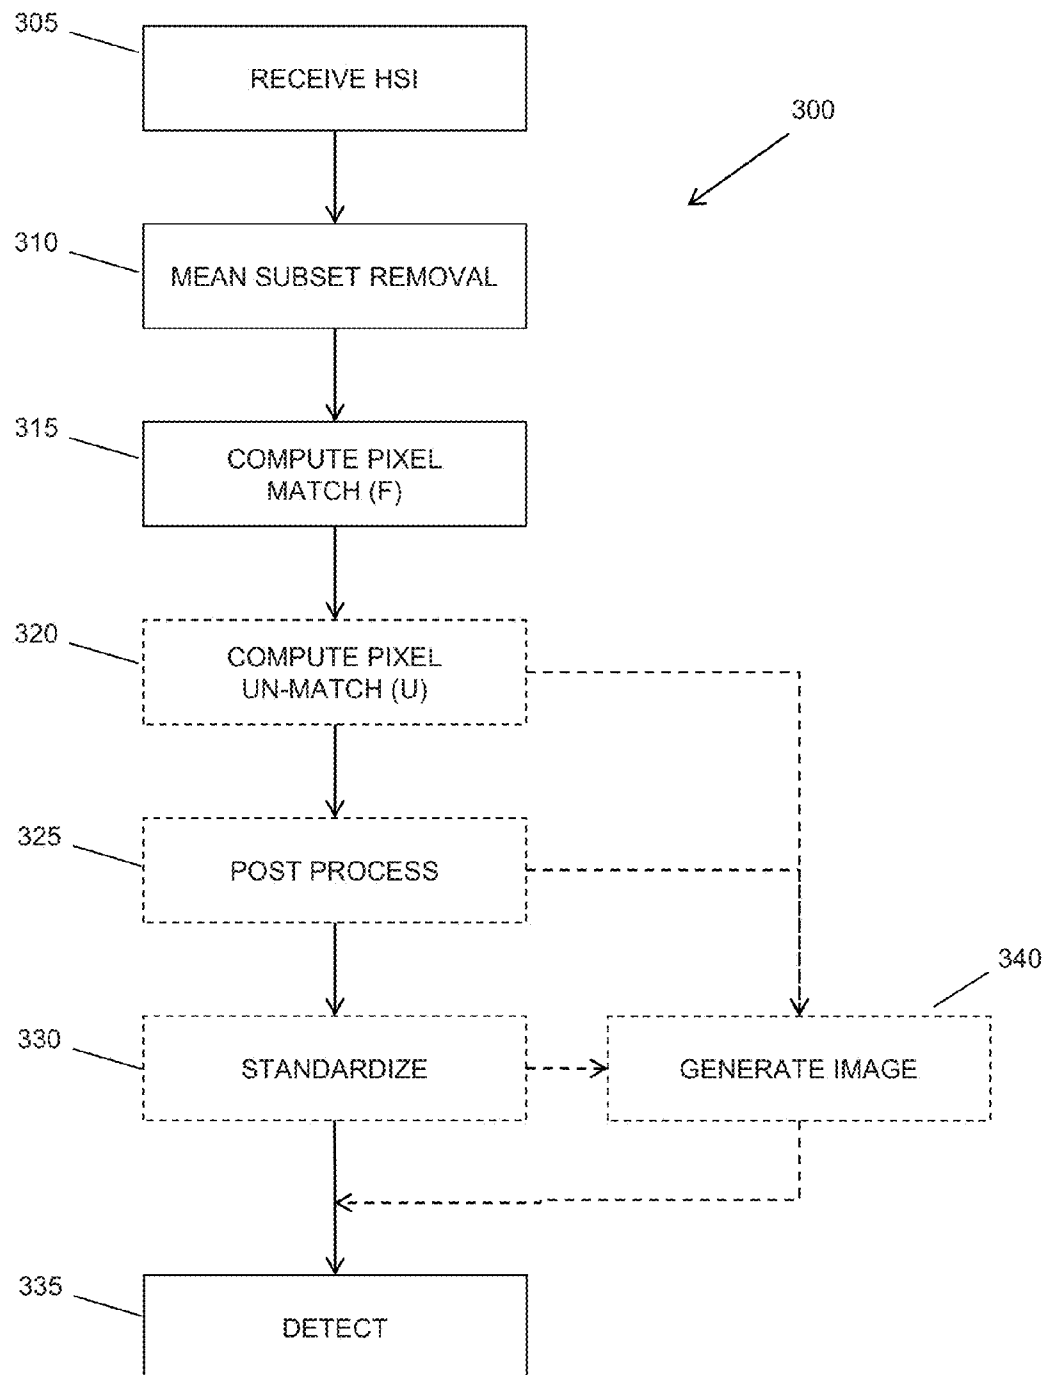 305
RECEIVE HSI
300
310
MEAN SUBSET REMOVAL
315
COMPUTE PIXEL
MATCH (F)
320
COMPUTE PIXEL
UN-MATCH (U)
325
POST PROCESS
340
330
STANDARDIZE
GENERATE IMAGE
335
DETECT